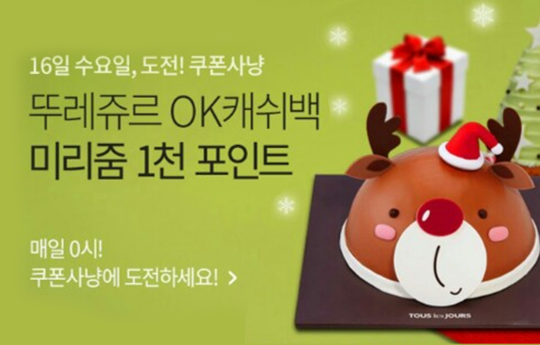 16일 수요일, 도전! 쿠폰사냥
뚜레쥬르 OK캐쉬백
미리줌 1천 포인트
매일 0시!
쿠폰사냥에 도전하세요! >
TOUS les JOURS